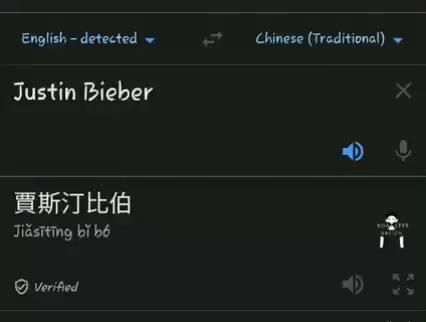 English – detected
Chinese (Traditional)
Justin Bieber
賈斯汀比伯
Jiǎsītīng bǐ bó
Verified